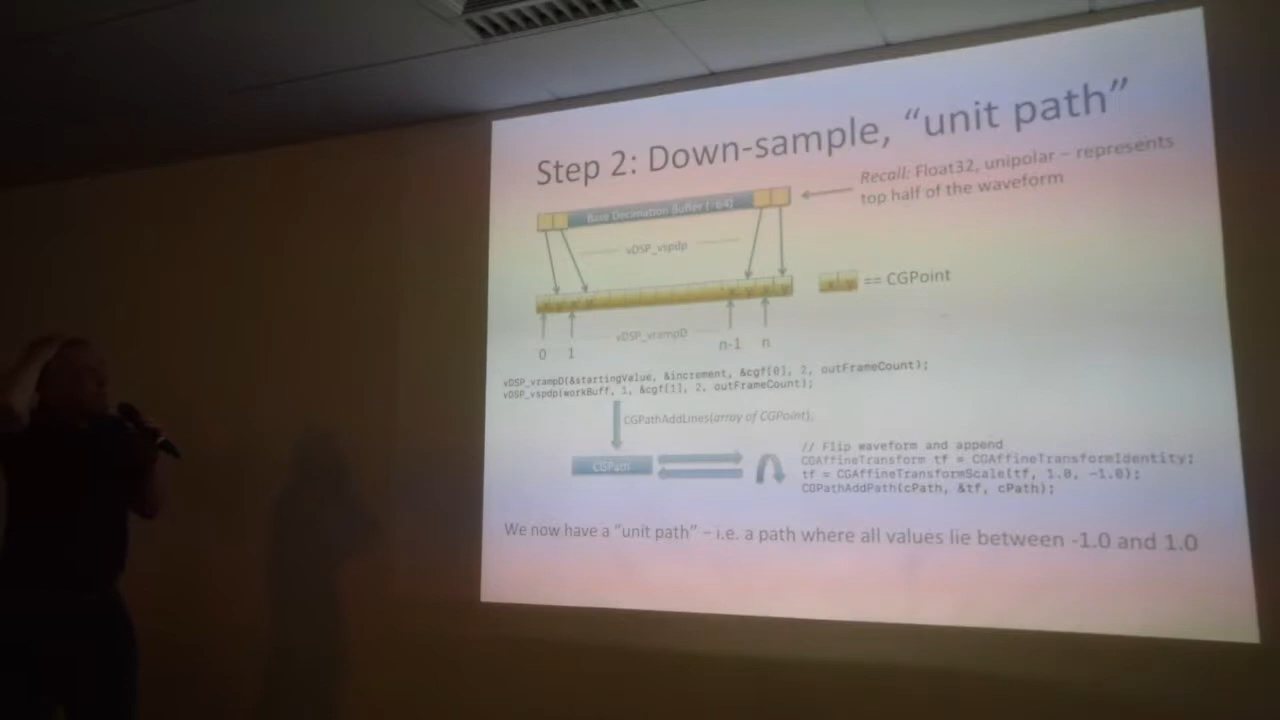 Step 2: Down-sample, “unit path”
Recall: Float32, unipolar – represents
top half of the waveform
Base Decimation Buffer (1:64)
vDSP_vspdp
x y x y x y x y
x y == CGPoint
vDSP_vrampD
0 1 n-1 n
vDSP_vrampD(&startingValue, &increment, &cgf[0], 2, outFrameCount);
vDSP_vspdp(workBuff, 1, &cgf[1], 2, outFrameCount);
CGPathAddLines(array of CGPoint);
CGPath
// Flip waveform and append
CGAffineTransform tf = CGAffineTransformIdentity;
tf = CGAffineTransformScale(tf, 1.0, -1.0);
CGPathAddPath(cPath, &tf, cPath);
We now have a “unit path” – i.e. a path where all values lie between -1.0 and 1.0